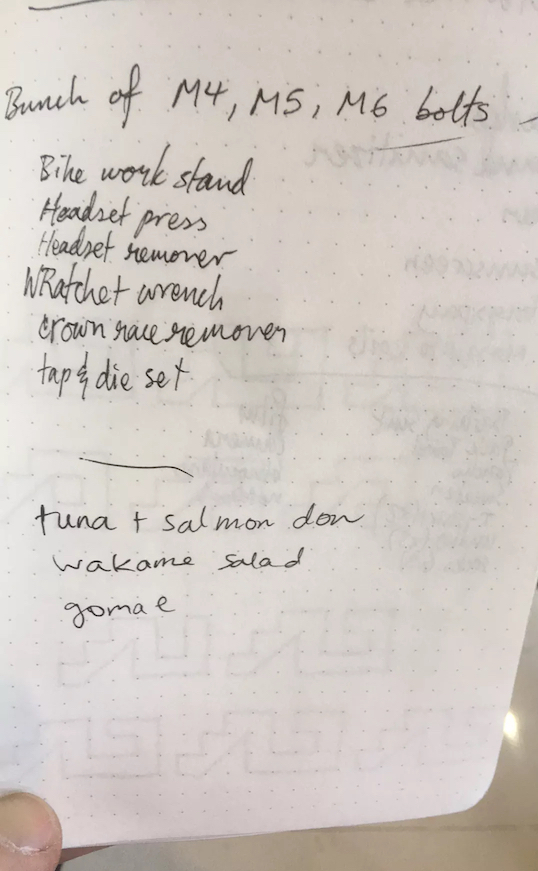 Bunch of M4, M5, M6 bolts
Bike work stand
Headset press
Headset remover
WRatchet wrench
crown race remover
tap & die set
tuna + salmon don
wakame salad
gomae